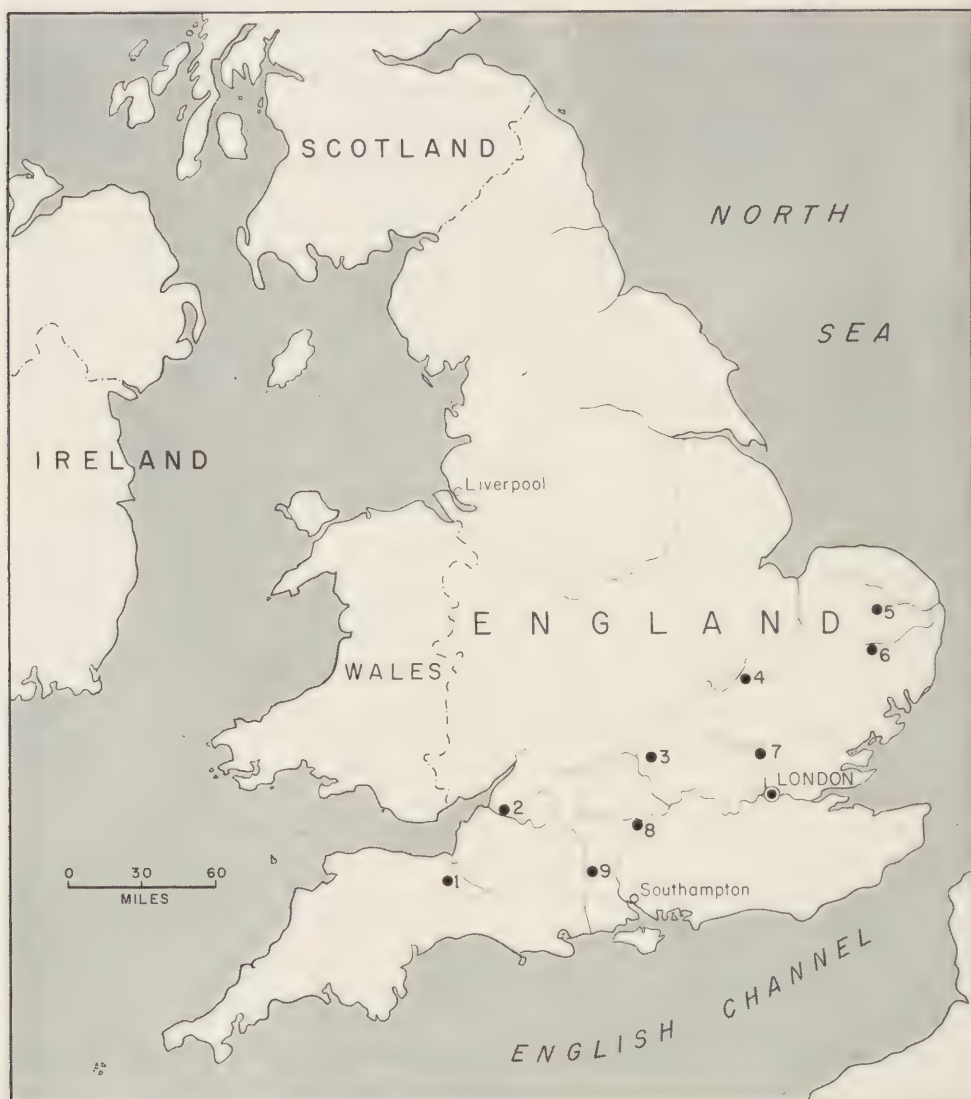 SCOTLAND
NORTH
SEA
IRELAND
Liverpool
ENGLAND
5
6
WALES
4
3
7
LONDON
2
8
0 30 60
MILES
1
9
Southampton
ENGLISH CHANNEL